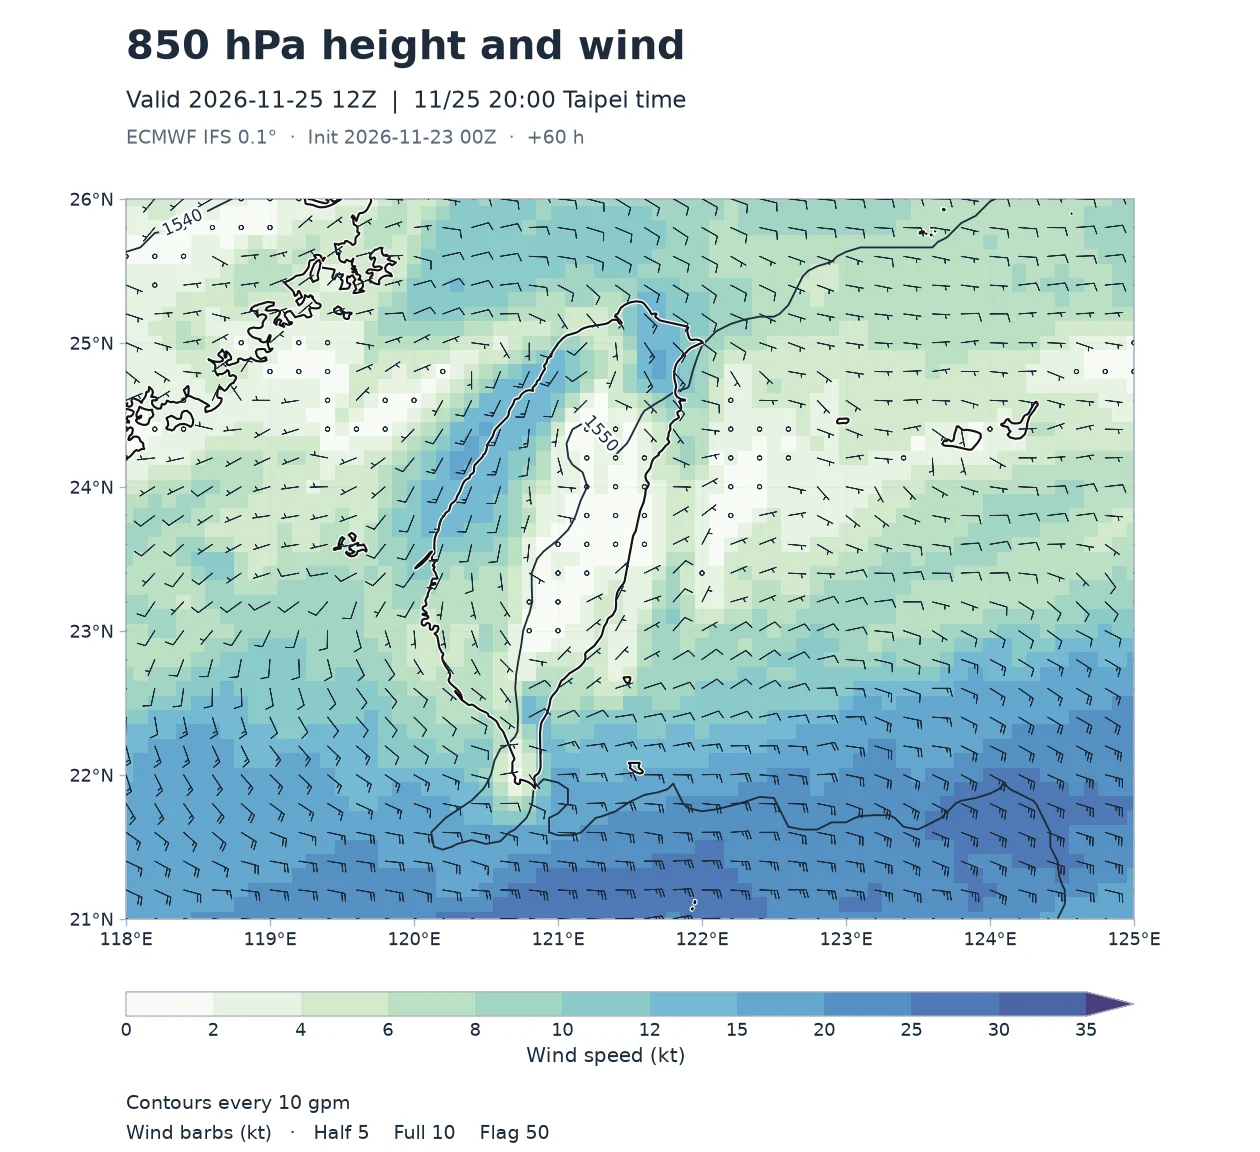 850 hPa height and wind
Valid 2026-11-25 12Z | 11/25 20:00 Taipei time
ECMWF IFS 0.1° · Init 2026-11-23 00Z · +60 h
26°N
1540
25°N
1550
24°N
23°N
22°N
21°N
118°E 119°E 120°E 121°E 122°E 123°E 124°E 125°E
0 2 4 6 8 10 12 15 20 25 30 35
Wind speed (kt)
Contours every 10 gpm
Wind barbs (kt) · Half 5 Full 10 Flag 50